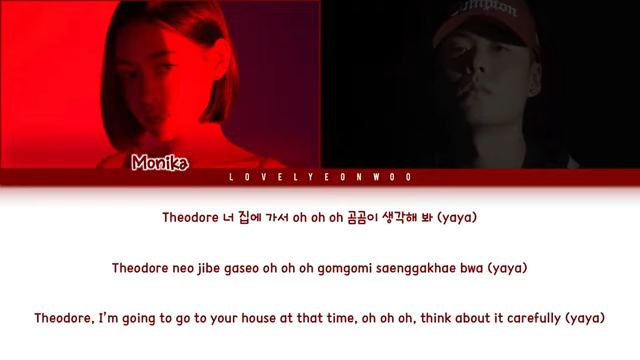 Compton
Monika
LOVELYEONWOO
Theodore 너 집에 가서 oh oh oh 곰곰이 생각해 봐 (yaya)
Theodore neo jibe gaseo oh oh oh gomgomi saenggakhae bwa (yaya)
Theodore, I'm going to go to your house at that time, oh oh oh, think about it carefully (yaya)